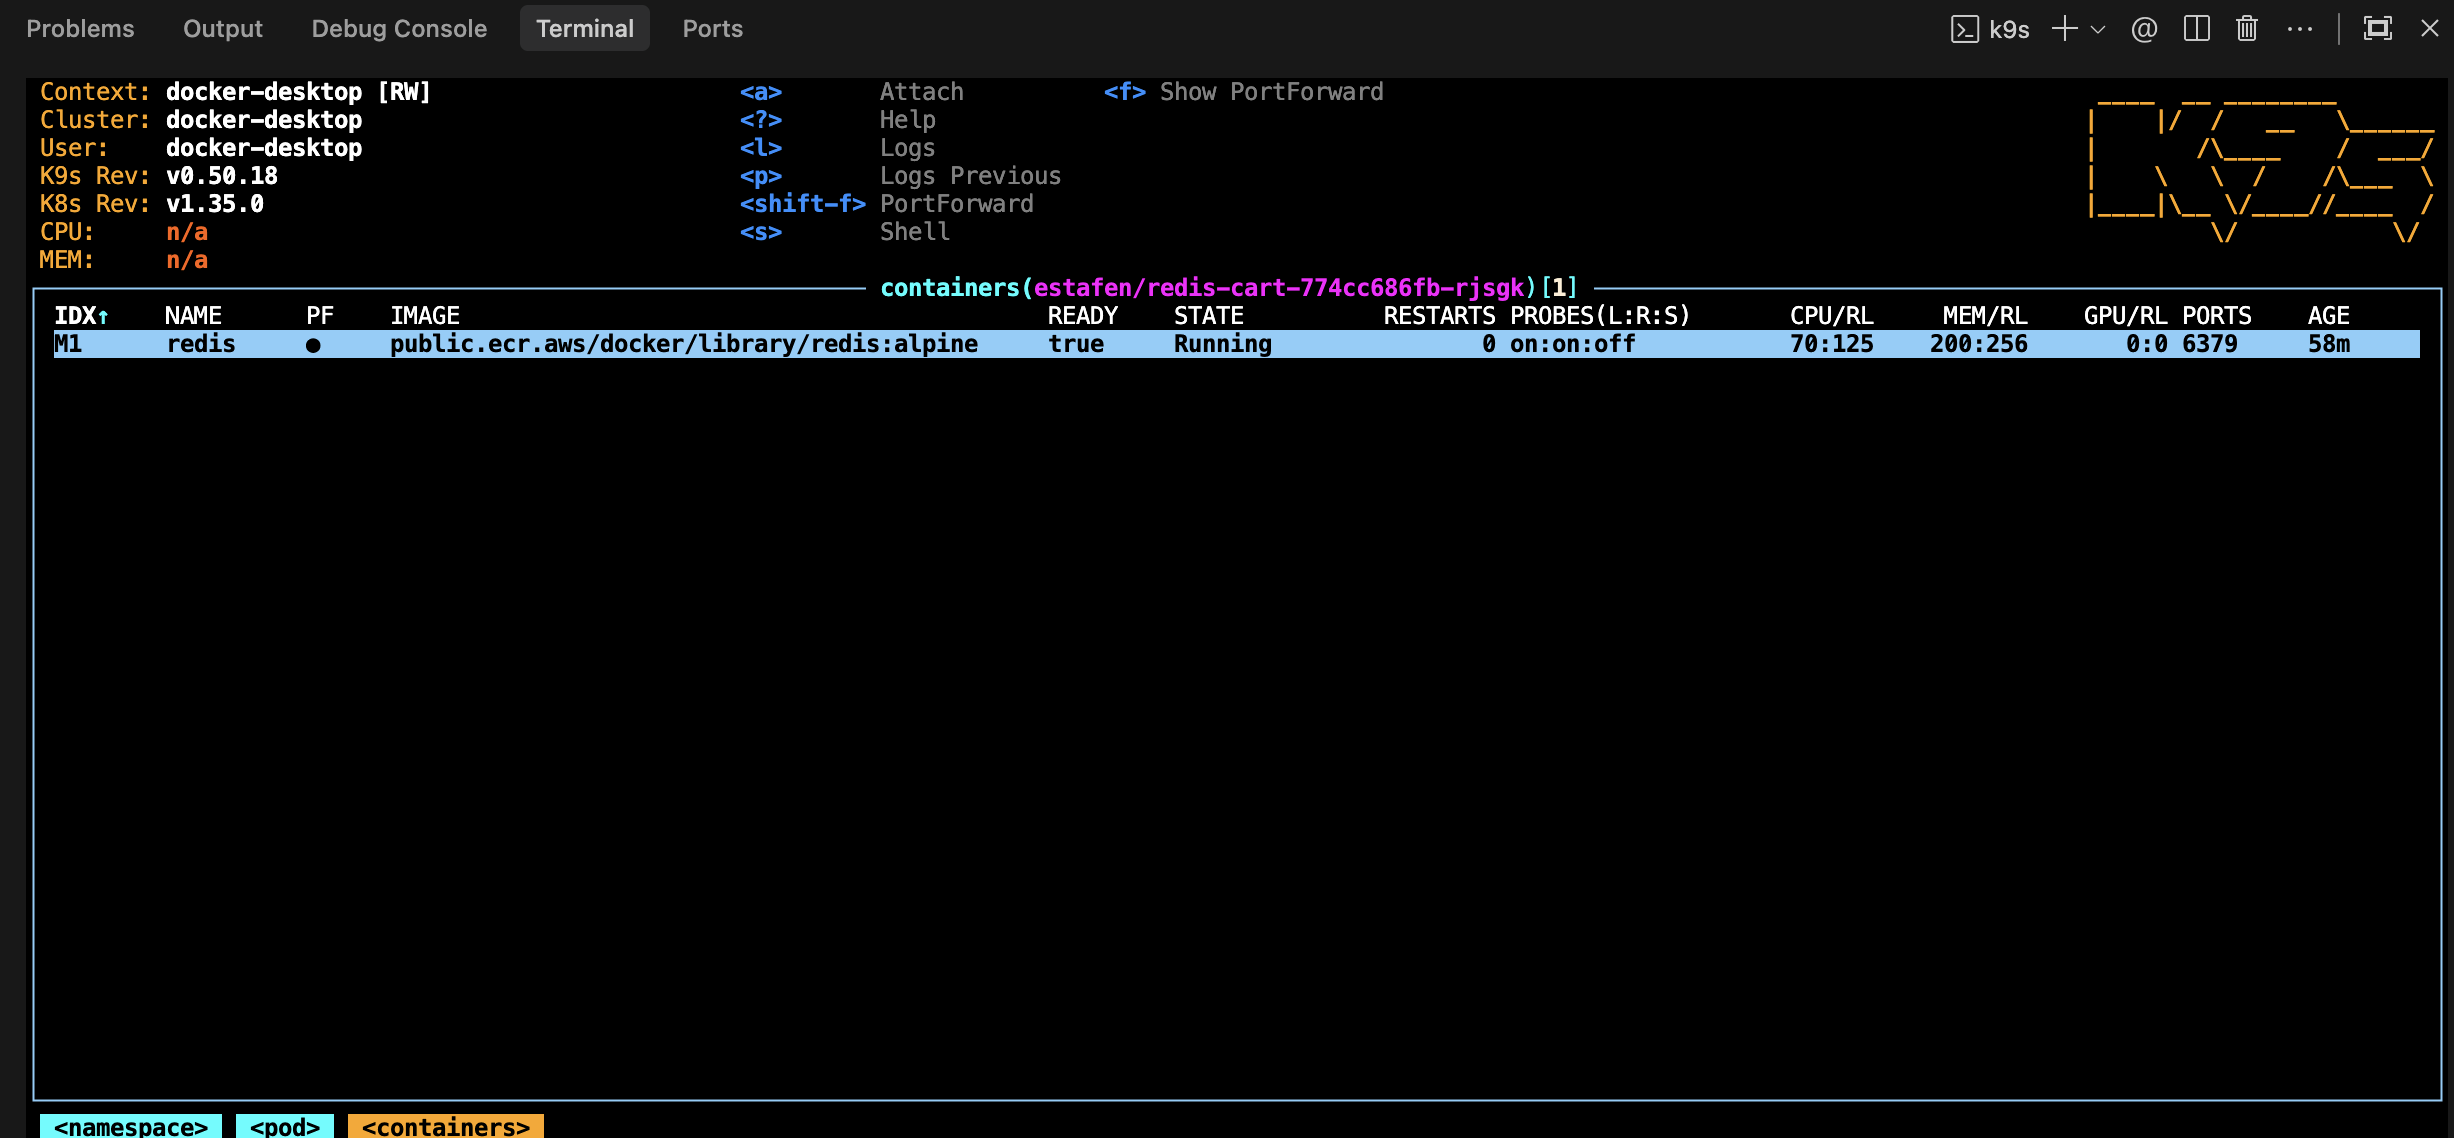 Problems Output Debug Console Terminal Ports k9s
Context: docker-desktop [RW] <a> Attach <f> Show PortForward
Cluster: docker-desktop <?> Help
User: docker-desktop <l> Logs
K9s Rev: v0.50.18 <p> Logs Previous
K8s Rev: v1.35.0 <shift-f> PortForward
CPU: n/a <s> Shell
MEM: n/a
containers(estafen/redis-cart-774cc686fb-rjsgk)[1]
IDX↑ NAME PF IMAGE READY STATE RESTARTS PROBES(L:R:S) CPU/RL MEM/RL GPU/RL PORTS AGE
M1 redis ● public.ecr.aws/docker/library/redis:alpine true Running 0 on:on:off 70:125 200:256 0:0 6379 58m
<namespace> <pod> <containers>